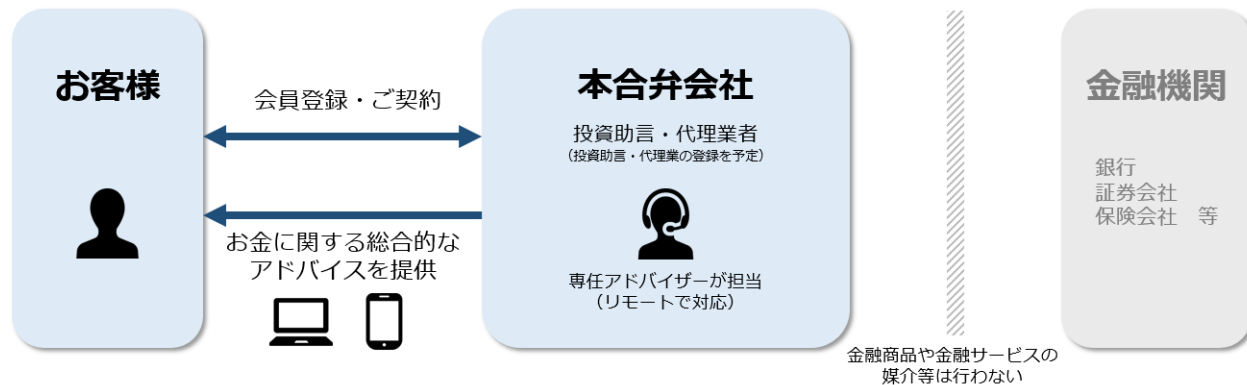 お客様
会員登録・ご契約
お金に関する総合的な
アドバイスを提供
本合弁会社
投資助言・代理業者
(投資助言・代理業の登録を予定)
専任アドバイザーが担当
(リモートで対応)
金融商品や金融サービスの
媒介等は行わない
金融機関
銀行
証券会社
保険会社 等